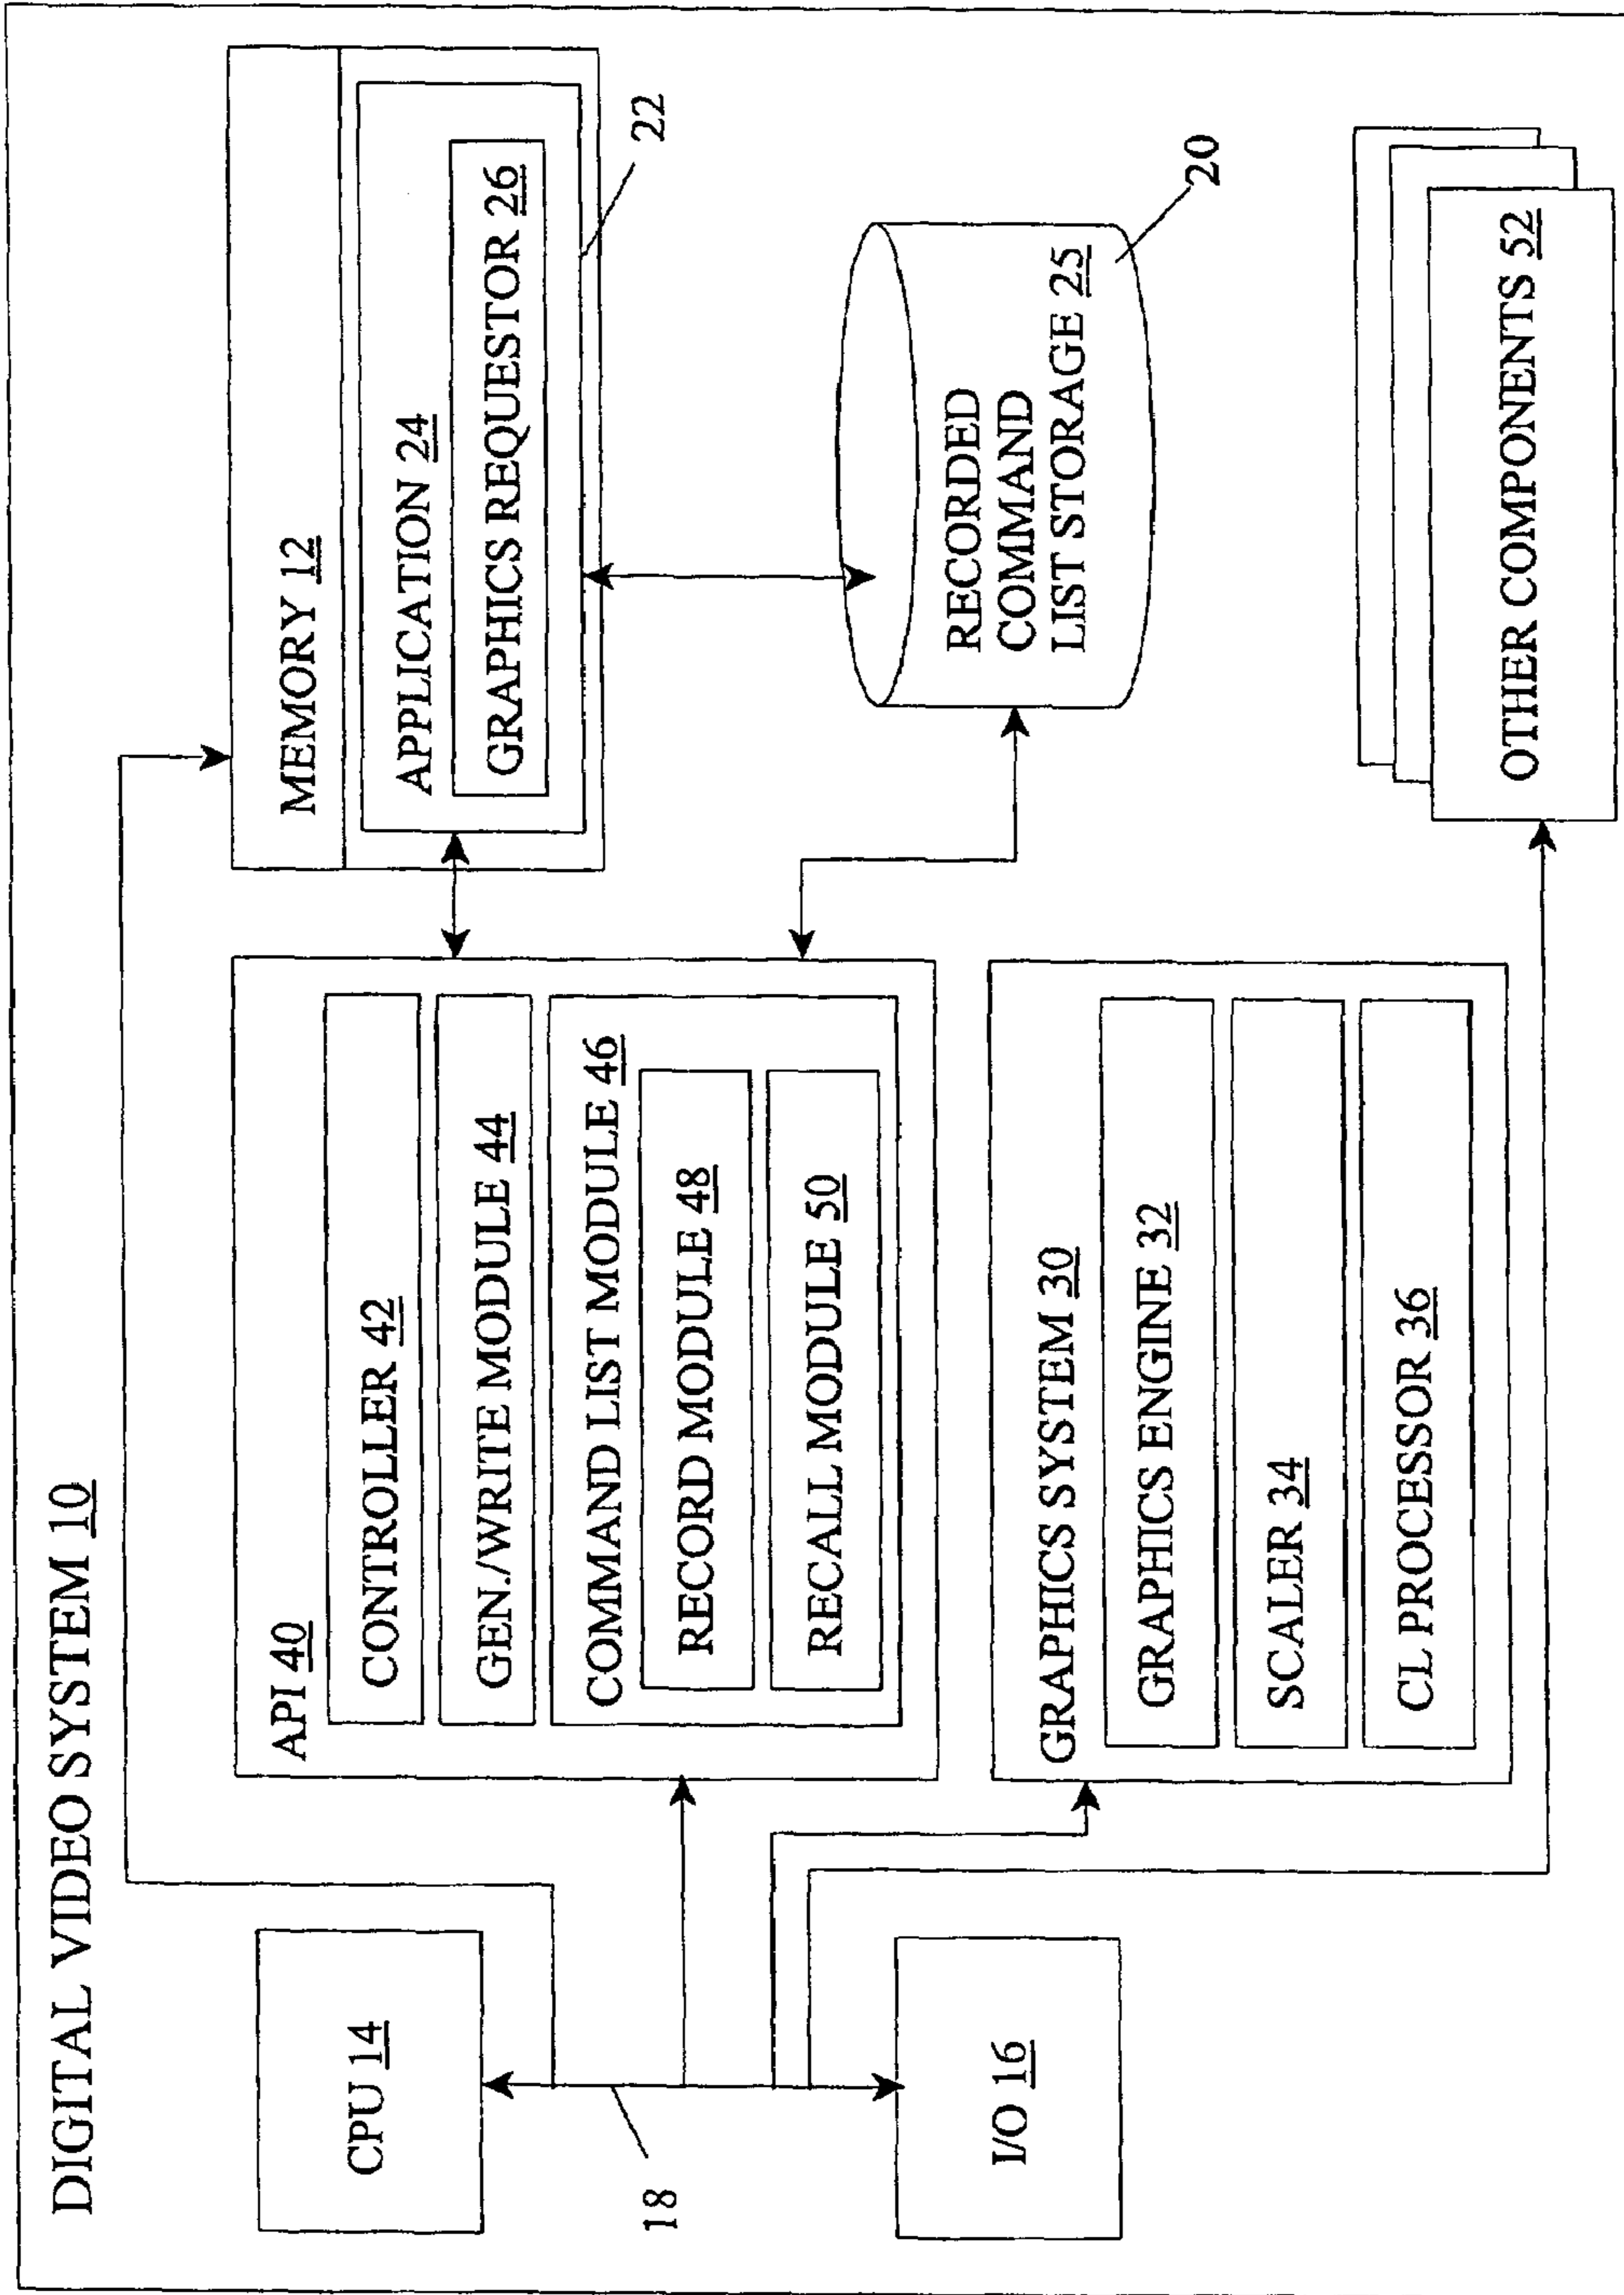 DIGITAL VIDEO SYSTEM 10
CPU 14
18
I/O 16
API 40
CONTROLLER 42
GEN./WRITE MODULE 44
COMMAND LIST MODULE 46
RECORD MODULE 48
RECALL MODULE 50
GRAPHICS SYSTEM 30
GRAPHICS ENGINE 32
SCALER 34
CL PROCESSOR 36
MEMORY 12
APPLICATION 24
GRAPHICS REQUESTOR 26
22
RECORDED
COMMAND
LIST STORAGE 25
20
OTHER COMPONENTS 52